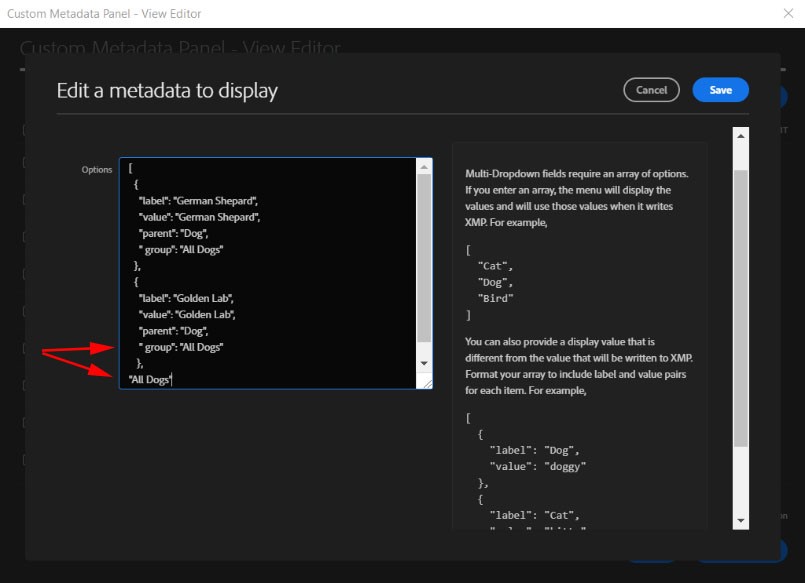 Custom Metadata Panel - View Editor
Custom Metadata Panel - View Editor
Edit a metadata to display
Cancel
Save
Options
[
{
"label": "German Shepard",
"value": "German Shepard",
"parent": "Dog",
" group": "All Dogs"
},
{
"label": "Golden Lab",
"value": "Golden Lab",
"parent": "Dog",
" group": "All Dogs"
},
"All Dogs"
Multi-Dropdown fields require an array of options.
If you enter an array, the menu will display the
values and will use those values when it writes
XMP. For example,
[
"Cat",
"Dog",
"Bird"
]
You can also provide a display value that is
different from the value that will be written to XMP.
Format your array to include label and value pairs
for each item. For example,
[
{
"label": "Dog",
"value": "doggy"
},
{
"label": "Cat",